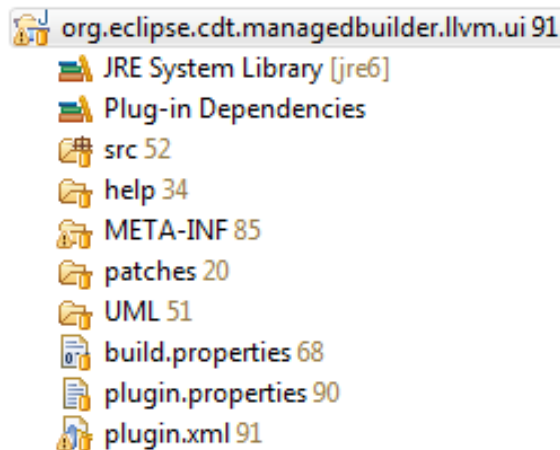 org.eclipse.cdt.managedbuilder.llvm.ui 91
JRE System Library [jre6]
Plug-in Dependencies
src 52
help 34
META-INF 85
patches 20
UML 51
build.properties 68
plugin.properties 90
plugin.xml 91